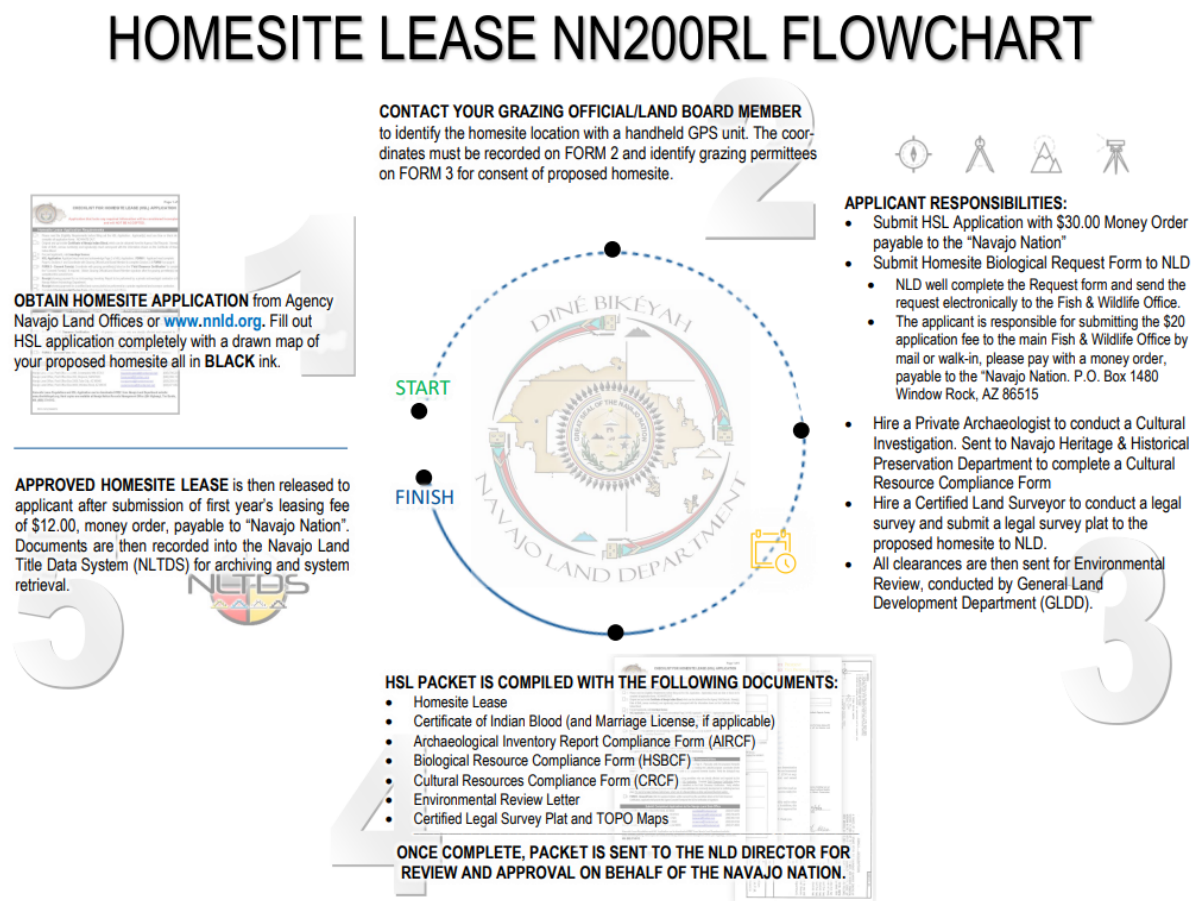 HOMESITE LEASE NN200RL FLOWCHART
OBTAIN HOMESITE APPLICATION from Agency
Navajo Land Offices or www.nnld.org. Fill out
HSL application completely with a drawn map of
your proposed homesite all in BLACK ink.
1
CONTACT YOUR GRAZING OFFICIAL/LAND BOARD MEMBER
to identify the homesite location with a handheld GPS unit. The coor-
dinates must be recorded on FORM 2 and identify grazing permittees
on FORM 3 for consent of proposed homesite.
2
APPLICANT RESPONSIBILITIES:
• Submit HSL Application with $30.00 Money Order
payable to the “Navajo Nation”
• Submit Homesite Biological Request Form to NLD
• NLD well complete the Request form and send the
request electronically to the Fish & Wildlife Office.
• The applicant is responsible for submitting the $20
application fee to the main Fish & Wildlife Office by
mail or walk-in, please pay with a money order,
payable to the “Navajo Nation. P.O. Box 1480
Window Rock, AZ 86515
• Hire a Private Archaeologist to conduct a Cultural
Investigation. Sent to Navajo Heritage & Historical
Preservation Department to complete a Cultural
Resource Compliance Form
• Hire a Certified Land Surveyor to conduct a legal
survey and submit a legal survey plat to the
proposed homesite to NLD.
• All clearances are then sent for Environmental
Review, conducted by General Land
Development Department (GLDD).
3
START
FINISH
DINÉ BIKÉYAH
GREAT SEAL OF THE NAVAJO NATION
NAVAJO LAND DEPARTMENT
HSL PACKET IS COMPILED WITH THE FOLLOWING DOCUMENTS:
• Homesite Lease
• Certificate of Indian Blood (and Marriage License, if applicable)
• Archaeological Inventory Report Compliance Form (AIRCF)
• Biological Resource Compliance Form (HSBCF)
• Cultural Resources Compliance Form (CRCF)
• Environmental Review Letter
• Certified Legal Survey Plat and TOPO Maps
ONCE COMPLETE, PACKET IS SENT TO THE NLD DIRECTOR FOR
REVIEW AND APPROVAL ON BEHALF OF THE NAVAJO NATION.
4
APPROVED HOMESITE LEASE is then released to
applicant after submission of first year’s leasing fee
of $12.00, money order, payable to “Navajo Nation”.
Documents are then recorded into the Navajo Land
Title Data System (NLTDS) for archiving and system
retrieval.
NLTDS
5